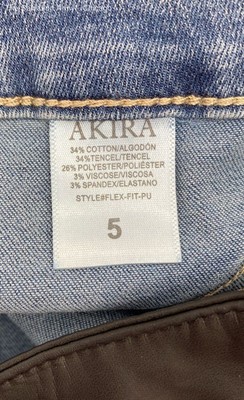 AKIRA
34% COTTON/ALGODÓN
34%TENCEL/TENCEL
26% POLYESTER/POLIÉSTER
3% VISCOSE/VISCOSA
3% SPANDEX/ELASTANO
STYLE#FLEX-FIT-PU
5